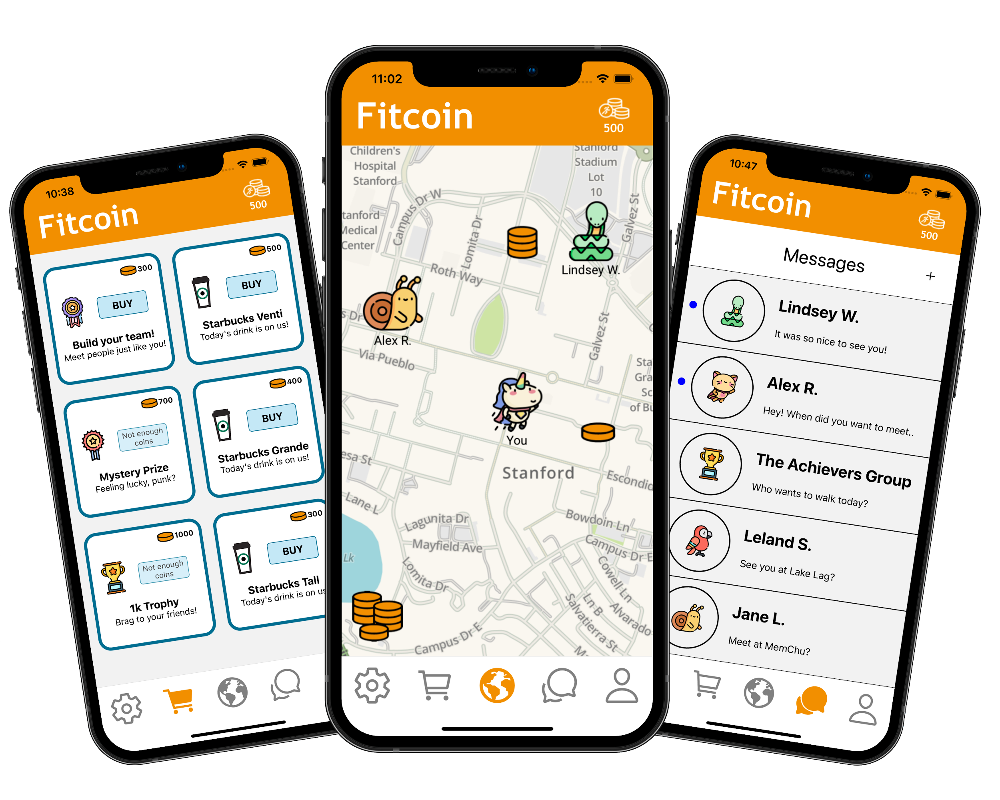 10:38
Fitcoin
500
300
BUY
Build your team!
Meet people just like you!
500
BUY
Starbucks Venti
Today's drink is on us!
700
Not enough
coins
Mystery Prize
Feeling lucky, punk?
400
BUY
Starbucks Grande
Today's drink is on us!
1000
Not enough
coins
1k Trophy
Brag to your friends!
300
BUY
Starbucks Tall
Today's drink is on us
11:02
Fitcoin
500
Children's
Hospital
Stanford
Stanford
Stadium
Lot
10
Campus Dr W
Galvez St
tanford
Medical
Center
Lomita Dr
Roth Way
Lindsey W.
s Dr
Alex R.
Via Pueblo
Galvez St
Sta
Gra
Sc
of Bu
You
esa St
Stanford
Escondid
Lane L
Lagunita Dr
Bowdoin Ln
Mayfield Ave
Campus Dr E
Lk
Lomita Dr
Cowell Ln
Ln B
Salvatierra St
Alvarado
Campus Dr E
10:47
Fitcoin
500
Messages
+
Lindsey W.
It was so nice to see you!
Alex R.
Hey! When did you want to meet..
The Achievers Group
Who wants to walk today?
Leland S.
See you at Lake Lag?
Jane L.
Meet at MemChu?